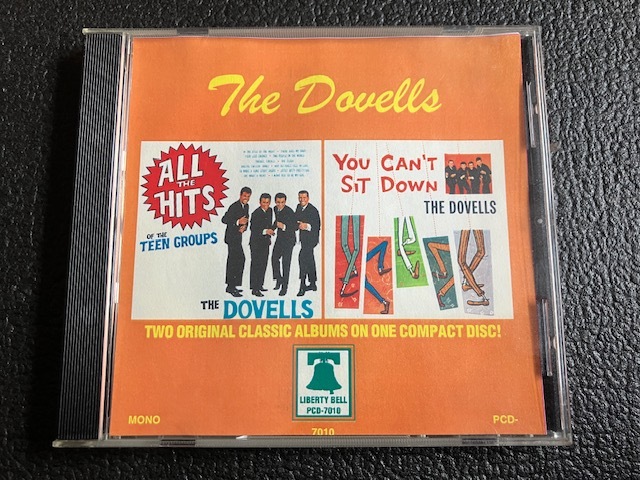 The Dovells
ALL
THE
HITS
OF THE
TEEN GROUPS
THE DOVELLS
YOU CAN'T
SIT DOWN
THE DOVELLS
TWO ORIGINAL CLASSIC ALBUMS ON ONE COMPACT DISC!
LIBERTY BELL
PCD-7010
MONO
PCD-
7010